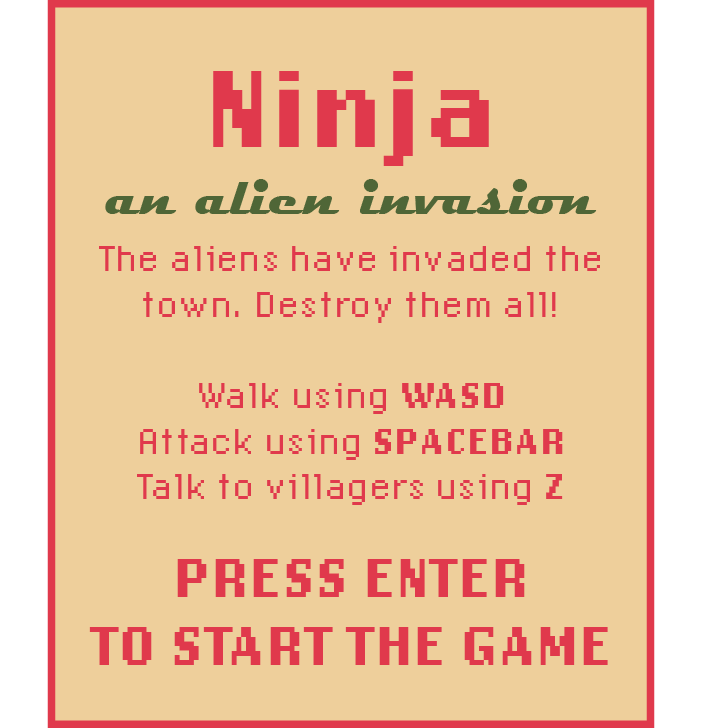 Ninja
an alien invasion
The aliens have invaded the
town. Destroy them all!
Walk using WASD
Attack using SPACEBAR
Talk to villagers using Z
PRESS ENTER
TO START THE GAME